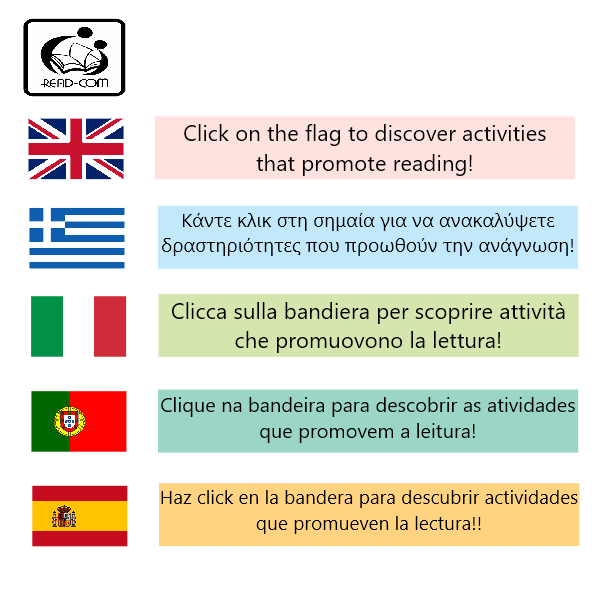 READ-COM
Click on the flag to discover activities
that promote reading!
Κάντε κλικ στη σημαία για να ανακαλύψετε
δραστηριότητες που προωθούν την ανάγνωση!
Clicca sulla bandiera per scoprire attività
che promuovono la lettura!
Clique na bandeira para descobrir as atividades
que promovem a leitura!
Haz click en la bandera para descubrir actividades
que promueven la lectura!!